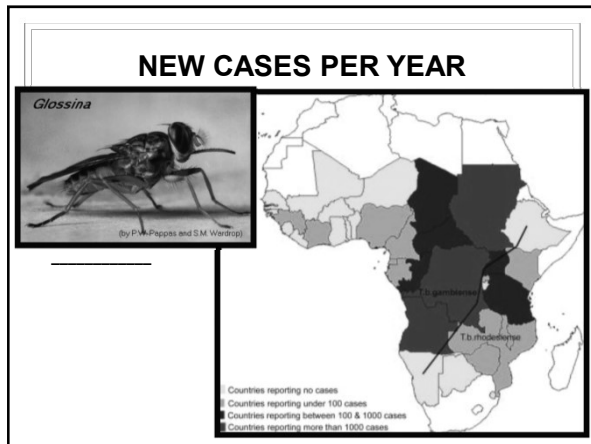 NEW CASES PER YEAR
Glossina
(by P.W. Pappas and S.M. Wardrop)
T.b.gambiense
T.b.rhodesiense
Countries reporting no cases
Countries reporting under 100 cases
Countries reporting between 100 & 1000 cases
Countries reporting more than 1000 cases